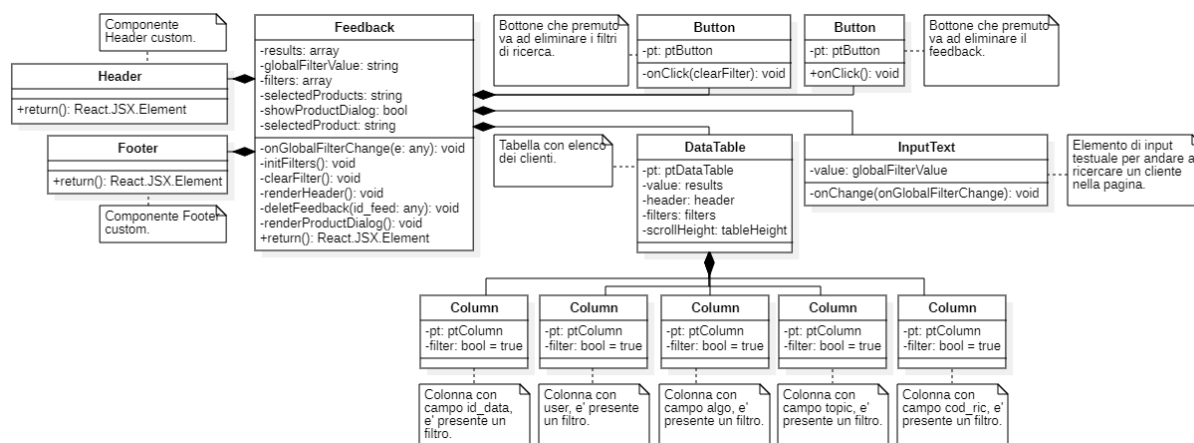 Componente
Header custom.
Header
+return(): React.JSX.Element
Footer
+return(): React.JSX.Element
Componente Footer
custom.
Feedback
-results: array
-globalFilterValue: string
-filters: array
-selectedProducts: string
-showProductDialog: bool
-selectedProduct: string
-onGlobalFilterChange(e: any): void
-initFilters(): void
-clearFilter(): void
-renderHeader(): void
-deletFeedback(id_feed: any): void
-renderProductDialog(): void
+return(): React.JSX.Element
Bottone che premuto
va ad eliminare i filtri
di ricerca.
Button
-pt: ptButton
-onClick(clearFilter): void
Button
-pt: ptButton
+onClick(): void
Bottone che premuto
va ad eliminare il
feedback.
Tabella con elenco
dei clienti.
DataTable
-pt: ptDataTable
-value: results
-header: header
-filters: filters
-scrollHeight: tableHeight
InputText
-value: globalFilterValue
-onChange(onGlobalFilterChange): void
Elemento di input
testuale per andare a
ricercare un cliente
nella pagina.
Column
-pt: ptColumn
-filter: bool = true
Column
-pt: ptColumn
-filter: bool = true
Column
-pt: ptColumn
-filter: bool = true
Column
-pt: ptColumn
-filter: bool = true
Column
-pt: ptColumn
-filter: bool = true
Colonna con
campo id_data,
e' presente un
filtro.
Colonna con
user, e' presente
un filtro.
Colonna con
campo algo, e'
presente un filtro.
Colonna con
campo topic, e'
presente un filtro.
Colonna con
campo cod_ric, e'
presente un filtro.